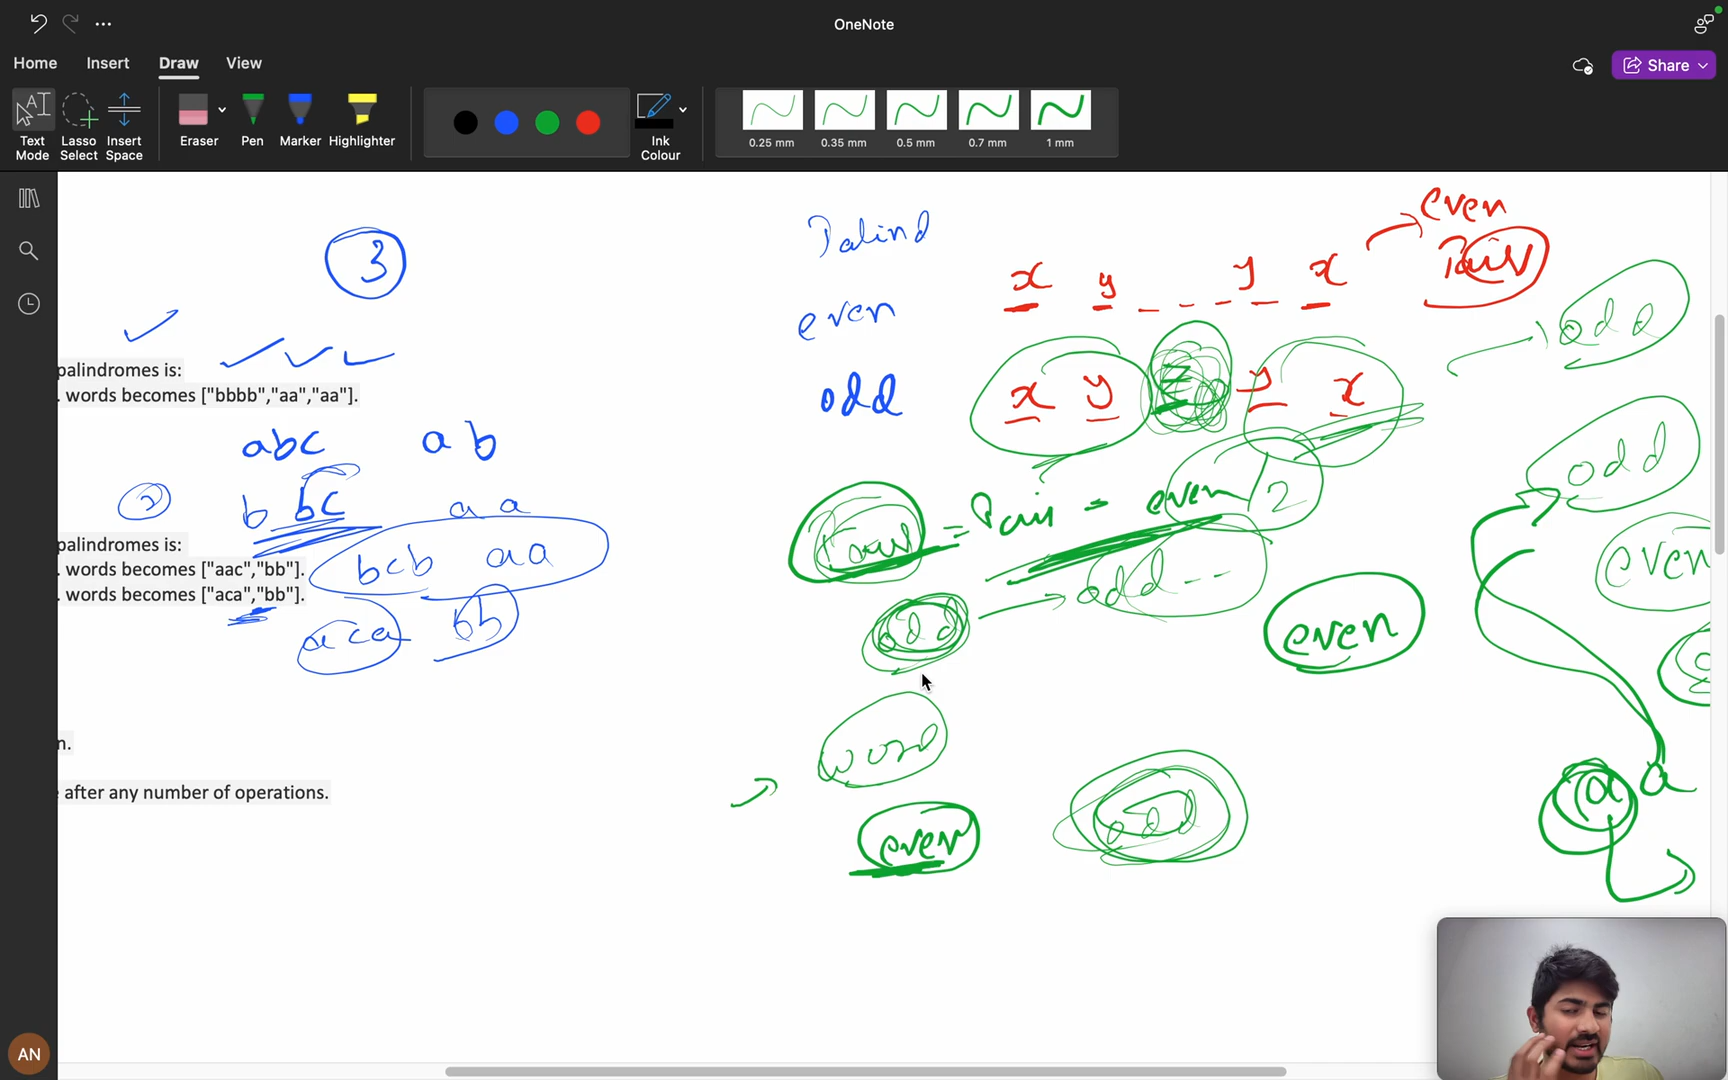 OneNote
Home Insert Draw View
Share
Text Mode
Lasso Select
Insert Space
Eraser
Pen
Marker
Highlighter
Ink Colour
0.25 mm
0.35 mm
0.5 mm
0.7 mm
1 mm
3
palindromes is:
. words becomes ["bbbb","aa","aa"].
abc ab
2
b bc aa
palindromes is:
. words becomes ["aac","bb"].
. words becomes ["aca","bb"].
bcb aa
aca bb
n.
after any number of operations.
Palind
even
x y _ _ _ y x
even
Pair
odd
x y y x
odd
= Pair - even / 2
odd
odd --
even
odd
even
word
even
odd
a a
AN